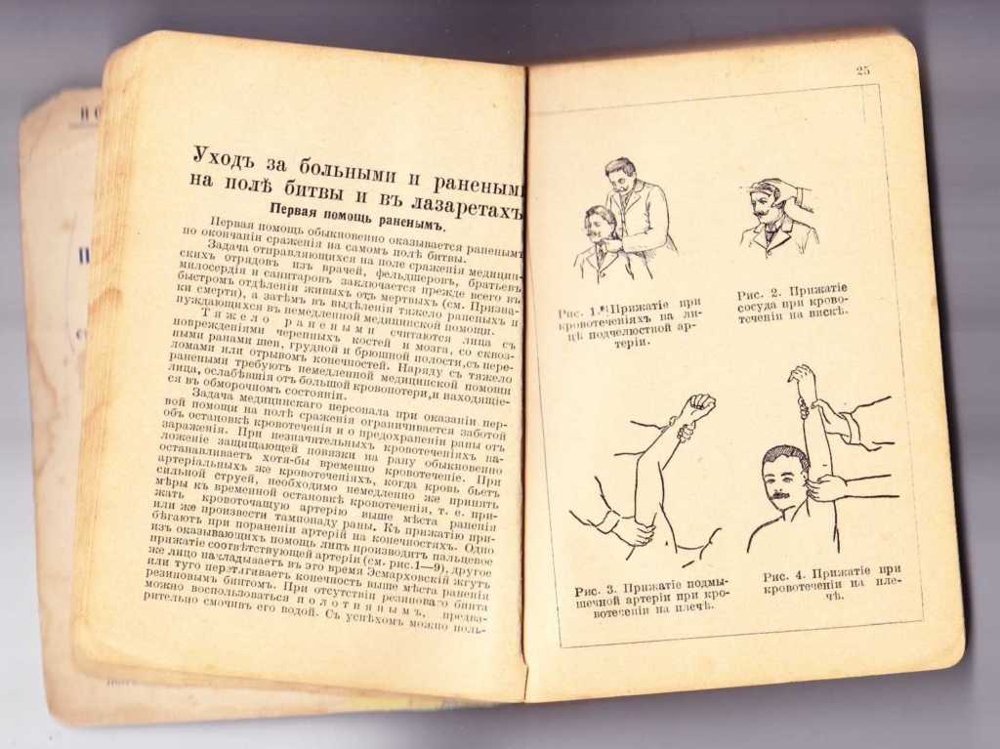 Уходъ за больными и ранеными
на полѣ битвы и въ лазаретахъ
Первая помощь раненымъ.
Первая помощь обыкновенно оказывается раненымъ
по окончаніи сраженія на самомъ полѣ битвы.
Задача отправляющихся на поле сраженія медицин-
скихъ отрядовъ изъ врачей, фельдшеровъ, братьевъ
милосердія и санитаровъ заключается прежде всего въ
быстромъ отдѣленіи живыхъ отъ мертвыхъ (см. Призна-
ки смерти), а затѣмъ въ выдѣленіи тяжело раненыхъ и
нуждающихся въ немедленной медицинской помощи.
Тяжело ранеными считаются лица съ
поврежденіями черепныхъ костей и мозга, со сквоз-
ными ранами шеи, грудной и брюшной полости, съ пере-
ломами или отрывомъ конечностей. Наряду съ тяжело
ранеными требуютъ немедленной медицинской помощи
лица, ослабѣвшія отъ большой кровопотери, и находящіе-
ся въ обморочномъ состояніи.
Задача медицинскаго персонала при оказаніи пер-
вой помощи на полѣ сраженія ограничивается заботой
объ остановкѣ кровотеченія и о предохраненіи раны отъ
зараженія. При незначительныхъ кровотеченіяхъ на-
ложеніе защищающей повязки на рану обыкновенно
останавливаетъ хотя-бы временно кровотеченіе. При
артеріальныхъ же кровотеченіяхъ, когда кровь бьетъ
сильной струей, необходимо немедленно же принять
мѣры къ временной остановкѣ кровотеченія, т. е. при-
жать кровоточащую артерію выше мѣста раненія
или же произвести тампонаду раны. Къ прижатію при-
бѣгаютъ при пораненіи артерій на конечностяхъ. Одно
изъ оказывающихъ помощь лицъ производитъ пальцевое
прижатіе соотвѣтствующей артеріи (см. рис. 1—9), другое
же лицо накладываетъ въ это время Эсмарховскій жгутъ
или туго перетягиваетъ конечность выше мѣста раненія
резиновымъ бинтомъ. При отсутствіи резиноваго бинта
можно воспользоваться полотнянымъ, предва-
рительно смочивъ его водой. Съ успѣхомъ можно поль-
25
Рис. 1. Прижатіе при
кровотеченіяхъ на ли-
цѣ подчелюстной ар-
теріи.
Рис. 2. Прижатіе
сосуда при крово-
теченіи на вискѣ.
Рис. 3. Прижатіе подмы-
шечной артеріи при кро-
вотеченіи на плечѣ.
Рис. 4. Прижатіе при
кровотеченіи на пле-
чѣ.